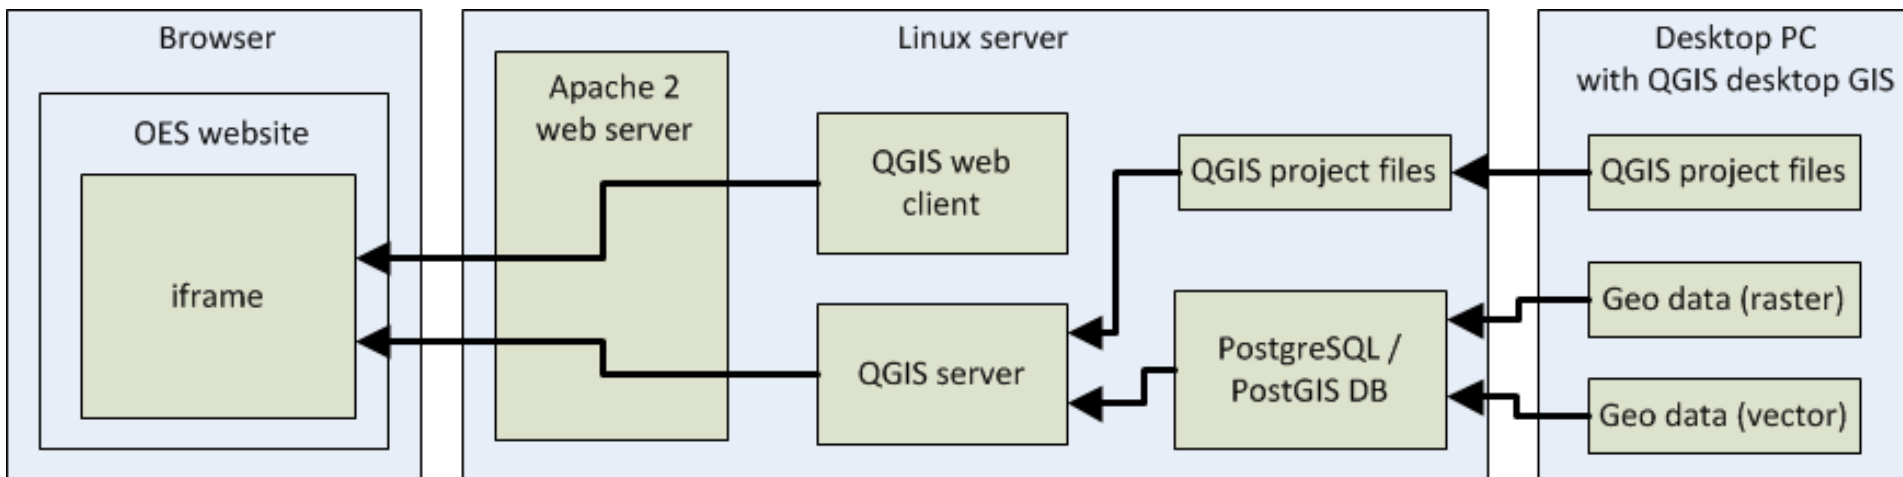 Browser
OES website
iframe
Linux server
Apache 2
web server
QGIS web
client
QGIS server
QGIS project files
PostgreSQL /
PostGIS DB
Desktop PC
with QGIS desktop GIS
QGIS project files
Geo data (raster)
Geo data (vector)